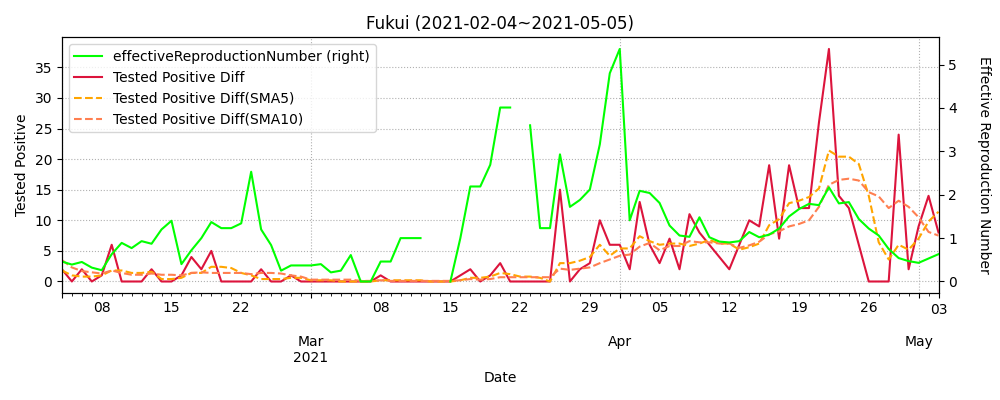 Fukui (2021-02-04~2021-05-05)
effectiveReproductionNumber (right)
Tested Positive Diff
Tested Positive Diff(SMA5)
Tested Positive Diff(SMA10)
Tested Positive
35
30
25
20
15
10
5
0
Effective Reproduction Number
5
4
3
2
1
0
08 15 22 08 15 22 29 05 12 19 26 03
Mar Apr May
2021
Date